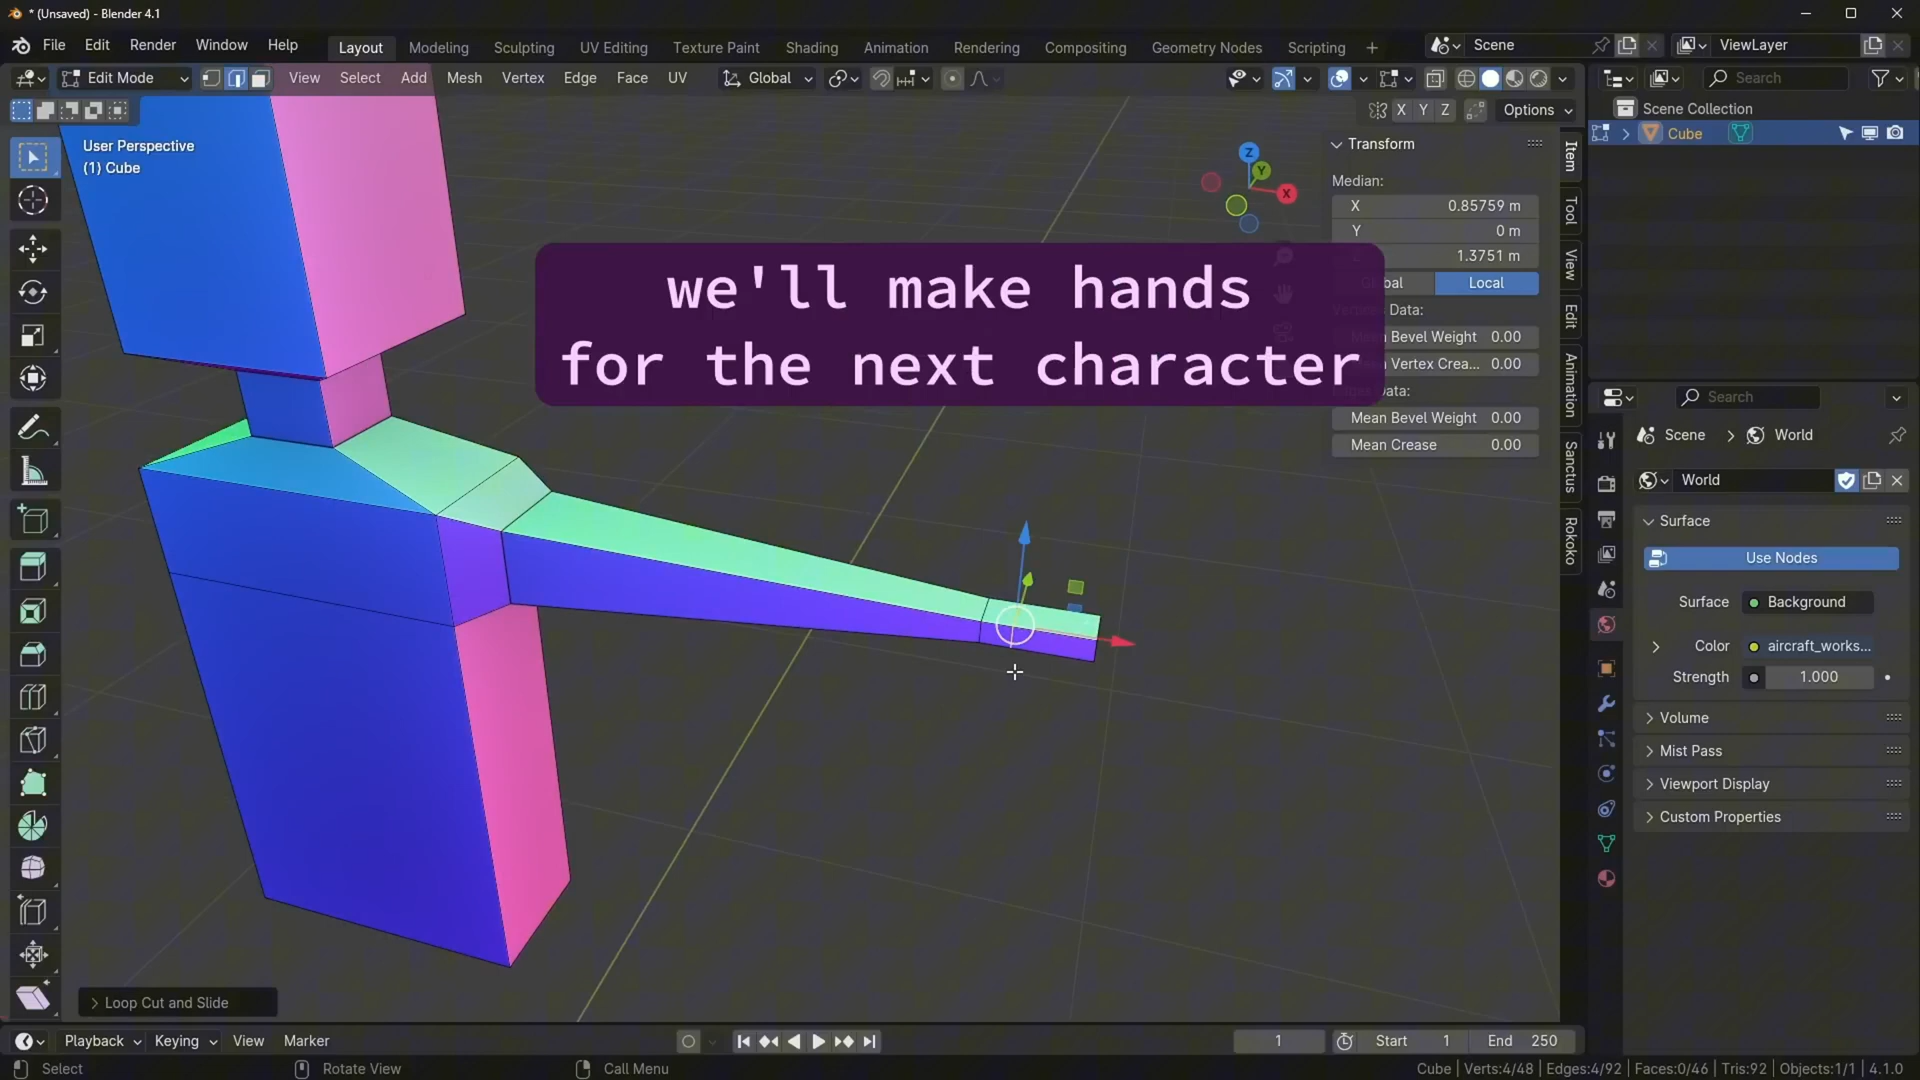 * (Unsaved) - Blender 4.1
File Edit Render Window Help Layout Modeling Sculpting UV Editing Texture Paint Shading Animation Rendering Compositing Geometry Nodes Scripting + Scene ViewLayer
Edit Mode View Select Add Mesh Vertex Edge Face UV Global Search
X Y Z Options Scene Collection
User Perspective
(1) Cube
Cube
Z Y X
Transform
Median:
X 0.85759 m
Y 0 m
1.3751 m
Local
Data:
Bevel Weight 0.00
Vertex Crea... 0.00
Data:
Mean Bevel Weight 0.00
Mean Crease 0.00
Item
Tool
View
Edit
Animation
Sanctus
Rokoko
we'll make hands
for the next character
Search
Scene > World
World
Surface
Use Nodes
Surface Background
Color aircraft_works...
Strength 1.000
Volume
Mist Pass
Viewport Display
Custom Properties
Loop Cut and Slide
Playback Keying View Marker 1 Start 1 End 250
Select Rotate View Call Menu Cube | Verts:4/48 | Edges:4/92 | Faces:0/46 | Tris:92 | Objects:1/1 | 4.1.0